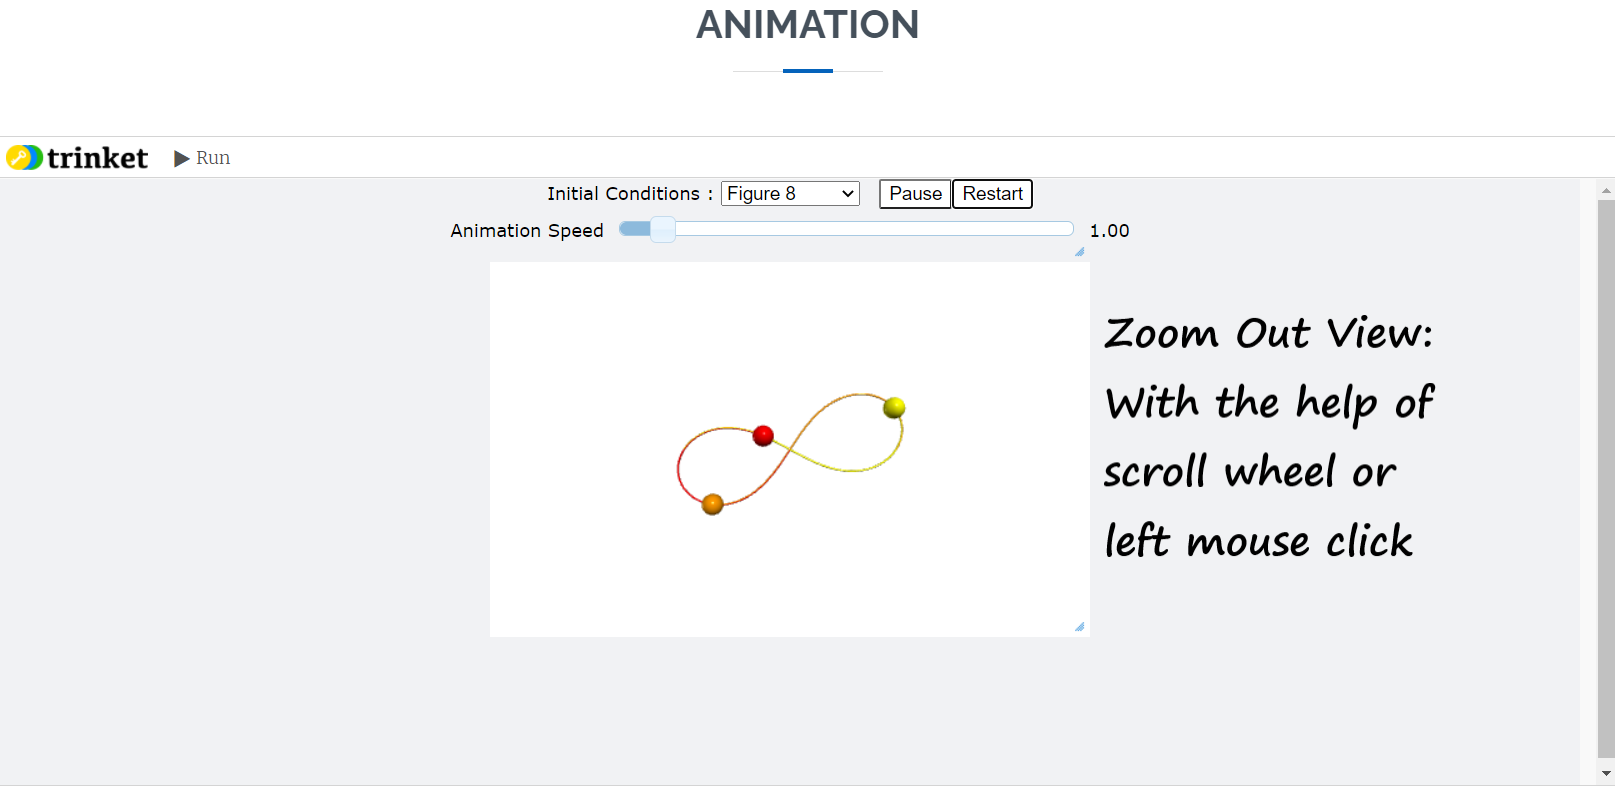 ANIMATION
trinket Run
Initial Conditions : Figure 8 Pause Restart
Animation Speed 1.00
Zoom Out View:
With the help of
scroll wheel or
left mouse click